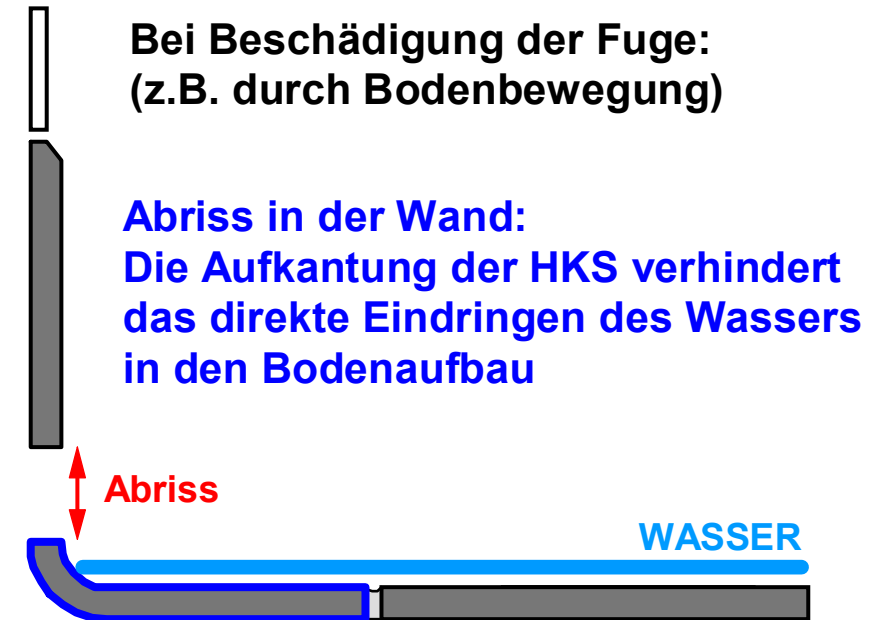 Bei Beschädigung der Fuge:
(z.B. durch Bodenbewegung)
Abriss in der Wand:
Die Aufkantung der HKS verhindert
das direkte Eindringen des Wassers
in den Bodenaufbau
Abriss
WASSER